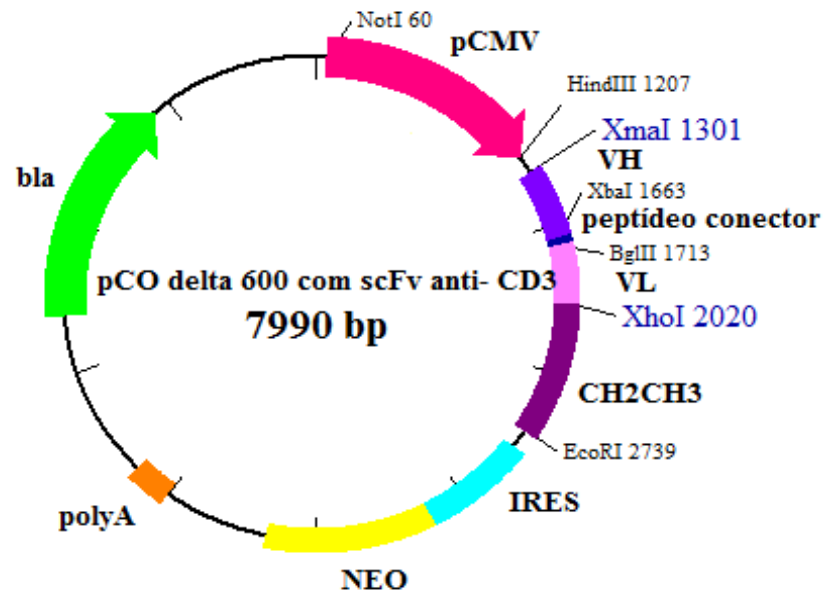 NotI 60
pCMV
HindIII 1207
XmaI 1301
VH
XbaI 1663
peptídeo conector
BglII 1713
VL
XhoI 2020
CH2CH3
EcoRI 2739
IRES
NEO
polyA
bla
pCO delta 600 com scFv anti- CD3
7990 bp